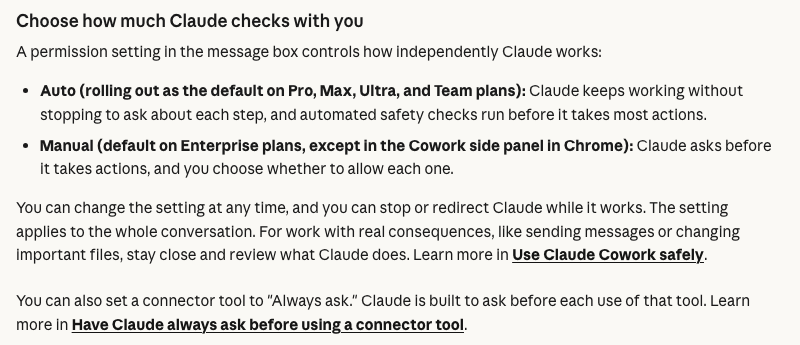 Choose how much Claude checks with you
A permission setting in the message box controls how independently Claude works:
• Auto (rolling out as the default on Pro, Max, Ultra, and Team plans): Claude keeps working without
stopping to ask about each step, and automated safety checks run before it takes most actions.
• Manual (default on Enterprise plans, except in the Cowork side panel in Chrome): Claude asks before
it takes actions, and you choose whether to allow each one.
You can change the setting at any time, and you can stop or redirect Claude while it works. The setting
applies to the whole conversation. For work with real consequences, like sending messages or changing
important files, stay close and review what Claude does. Learn more in Use Claude Cowork safely.
You can also set a connector tool to "Always ask." Claude is built to ask before each use of that tool. Learn
more in Have Claude always ask before using a connector tool.